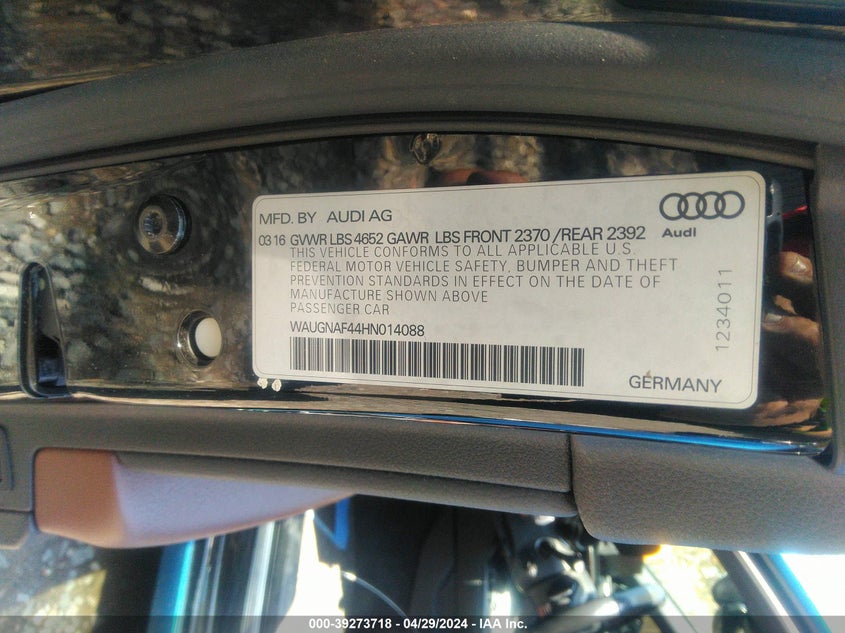 MFD. BY AUDI AG
03 16 GVWR LBS 4652 GAWR LBS FRONT 2370 /REAR 2392
THIS VEHICLE CONFORMS TO ALL APPLICABLE U.S.
FEDERAL MOTOR VEHICLE SAFETY, BUMPER AND THEFT
PREVENTION STANDARDS IN EFFECT ON THE DATE OF
MANUFACTURE SHOWN ABOVE
PASSENGER CAR
WAUGNAF44HN014088
Audi
1234011
GERMANY
000-39273718 - 04/29/2024 - IAA Inc.